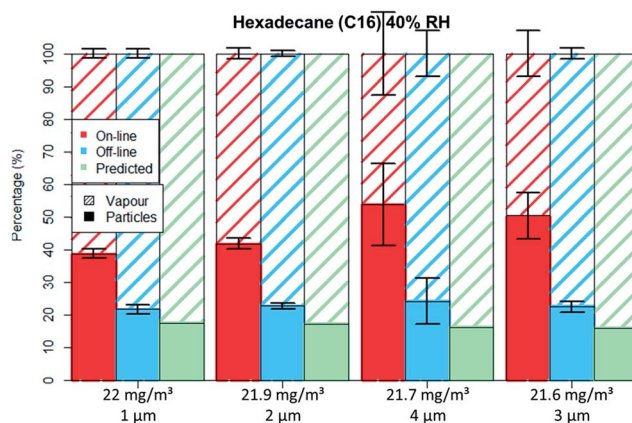 Hexadecane (C16) 40% RH
Percentage (%)
100
90
80
70
60
50
40
30
20
10
0
On-line
Off-line
Predicted
Vapour
Particles
22 mg/m³
1 µm
21.9 mg/m³
2 µm
21.7 mg/m³
4 µm
21.6 mg/m³
3 µm